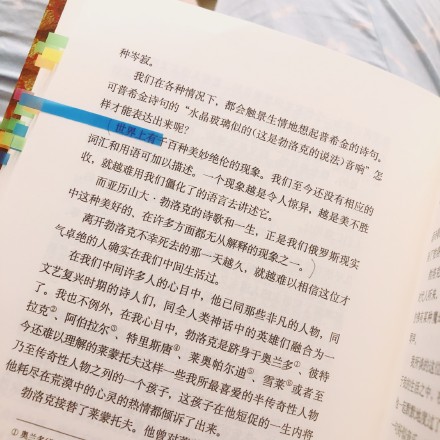 种岑寂。
我们在各种情况下，都会触景生情地想起普希金的诗句。
可普希金诗句的“水晶玻璃似的(这是勃洛克的说法)音响”怎
样才能表达出来呢?
世界上有千百种美妙绝伦的现象。我们至今还没有相应的
词汇和用语可加以描述。一个现象越是令人惊异，越是美不胜
收，就越难用我们僵化了的语言去讲述它。
而亚历山大·勃洛克的诗歌和一生，正是我们俄罗斯现实
中这种美好的、在许多方面都无从解释的现象之一。
离开勃洛克不幸死去的那一天越久，就越难以相信这位才
气卓绝的人确实在我们中间生活过。
在我们中间许多人的心目中，他已同那些非凡的人物，同
文艺复兴时期的诗人们，同全人类神话中的英雄们融合为一
了。我也不例外，在我心目中，勃洛克是跻身于奥兰多①、彼特
拉克②、阿伯拉尔③、特里斯唐④、莱奥帕尔迪⑤、雪莱⑥或者至
今还难以理解的莱蒙托夫这样一些我所最喜爱的半传奇性人物
乃至传奇性人物之列的一个孩子，这孩子在他短促的一生内将
他耗尽在荒漠中的心灵的热情都倾诉了出来。
勃洛克接替了莱蒙托夫。他曾对莱
① 奥兰多